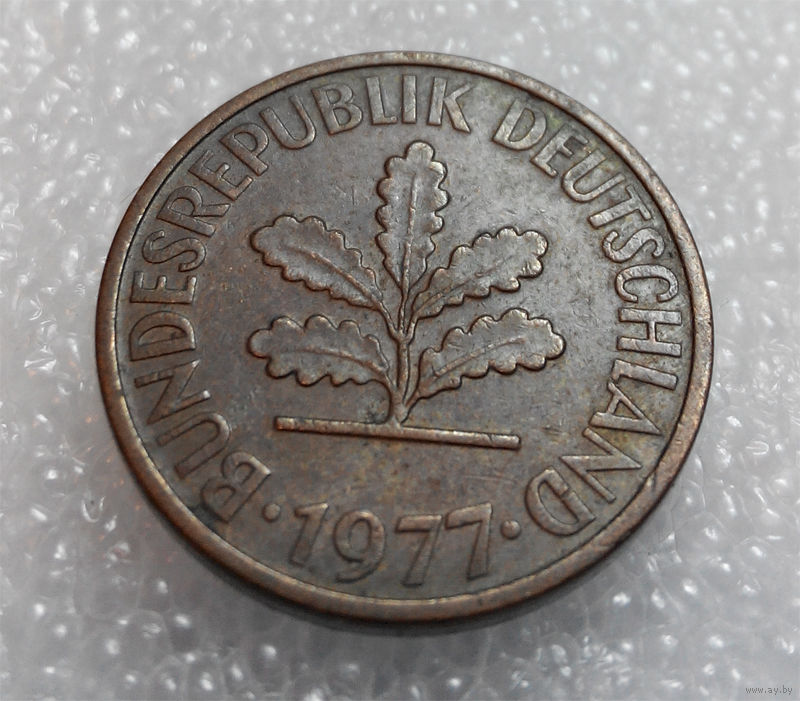 BUNDESREPUBLIK DEUTSCHLAND
· 1977 ·
www.ay.by